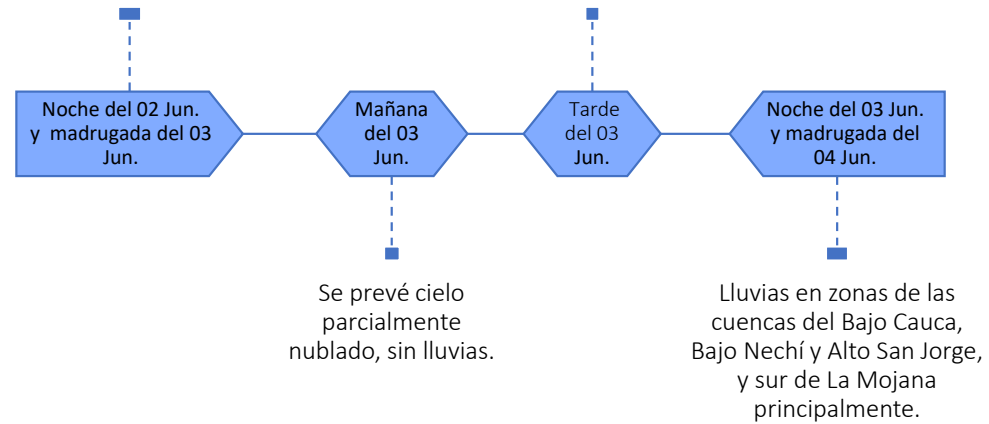 Noche del 02 Jun.
y madrugada del 03
Jun.
Mañana
del 03
Jun.
Tarde
del 03
Jun.
Noche del 03 Jun.
y madrugada del
04 Jun.
Se prevé cielo
parcialmente
nublado, sin lluvias.
Lluvias en zonas de las
cuencas del Bajo Cauca,
Bajo Nechí y Alto San Jorge,
y sur de La Mojana
principalmente.